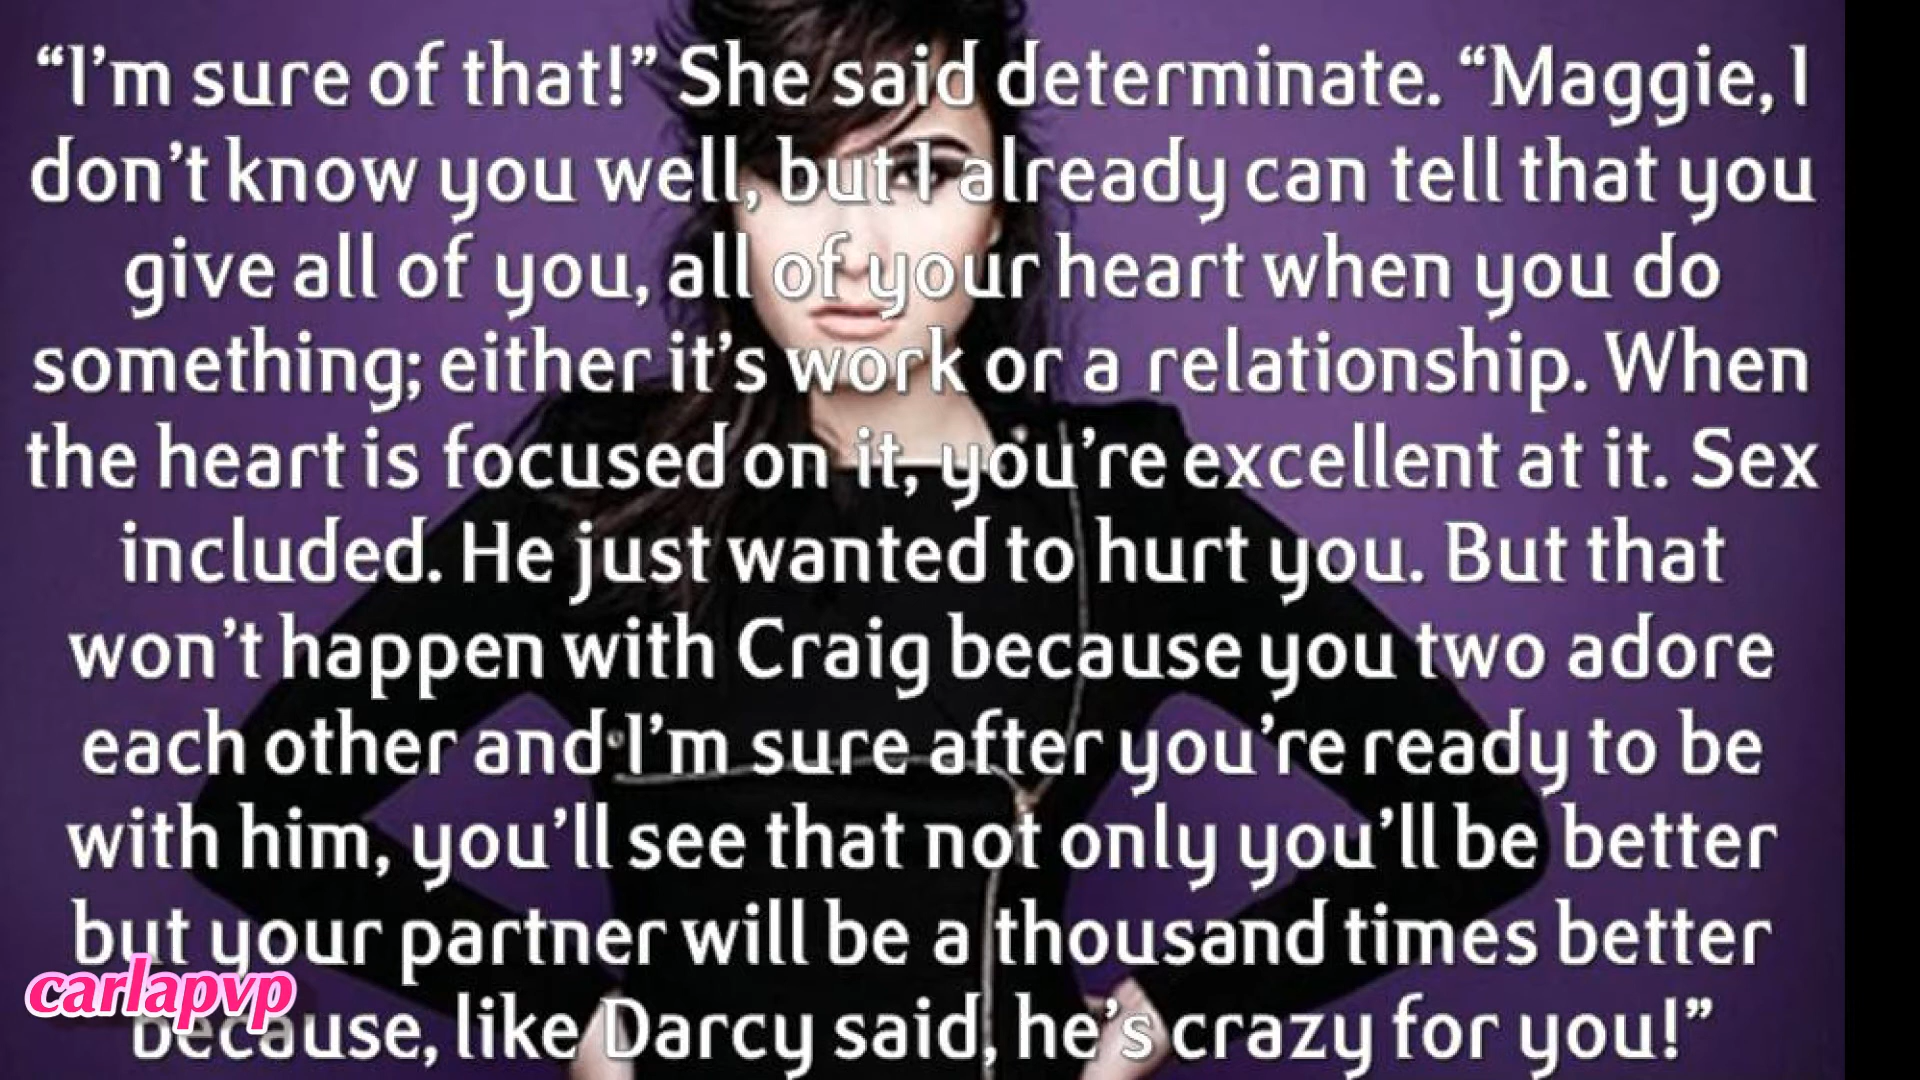 “I’m sure of that!” She said determinate. “Maggie, I
don’t know you well, but I already can tell that you
give all of you, all of your heart when you do
something; either it’s work or a relationship. When
the heart is focused on it, you’re excellent at it. Sex
included. He just wanted to hurt you. But that
won’t happen with Craig because you two adore
each other and I’m sure after you’re ready to be
with him, you’ll see that not only you’ll be better
but your partner will be a thousand times better
because, like Darcy said, he’s crazy for you!”
carlapvp